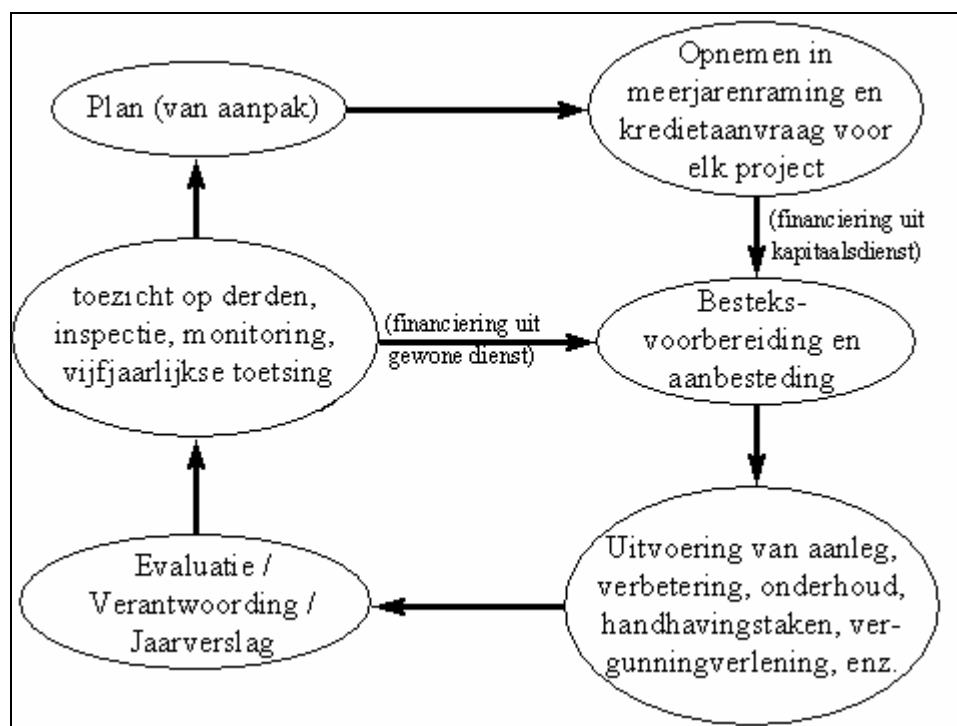 Plan (van aanpak)
Opnemen in
meerjarenraming en
kredietaanvraag voor
elk project
(financiering uit
kapitaalsdienst)
toezicht op derden,
inspectie, monitoring,
vijfjaarlijkse toetsing
(financiering uit
gewone dienst)
Besteks-
voorbereiding en
aanbesteding
Evaluatie /
Verantwoording /
Jaarverslag
Uitvoering van aanleg,
verbetering, onderhoud,
handhavingstaken, ver-
gunningverlening, enz.